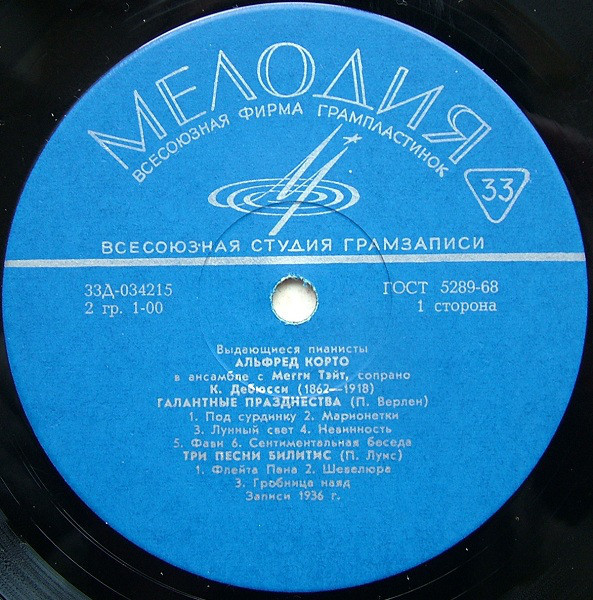 МЕЛОДИЯ
ВСЕСОЮЗНАЯ ФИРМА ГРАМПЛАСТИНОК
33
ВСЕСОЮЗНАЯ СТУДИЯ ГРАМЗАПИСИ
33Д-034215 ГОСТ 5289-68
2 гр. 1-00 1 сторона
Выдающиеся пианисты
АЛЬФРЕД КОРТО
в ансамбле с Мегги Тэйт, сопрано
К. Дебюсси (1862—1918)
ГАЛАНТНЫЕ ПРАЗДНЕСТВА (П. Верлен)
1. Под сурдинку 2. Марионетки
3. Лунный свет 4. Невинность
5. Фавн 6. Сентиментальная беседа
ТРИ ПЕСНИ БИЛИТИС (П. Луис)
1. Флейта Пана 2. Шевелюра
3. Гробница наяд
Записи 1936 г.